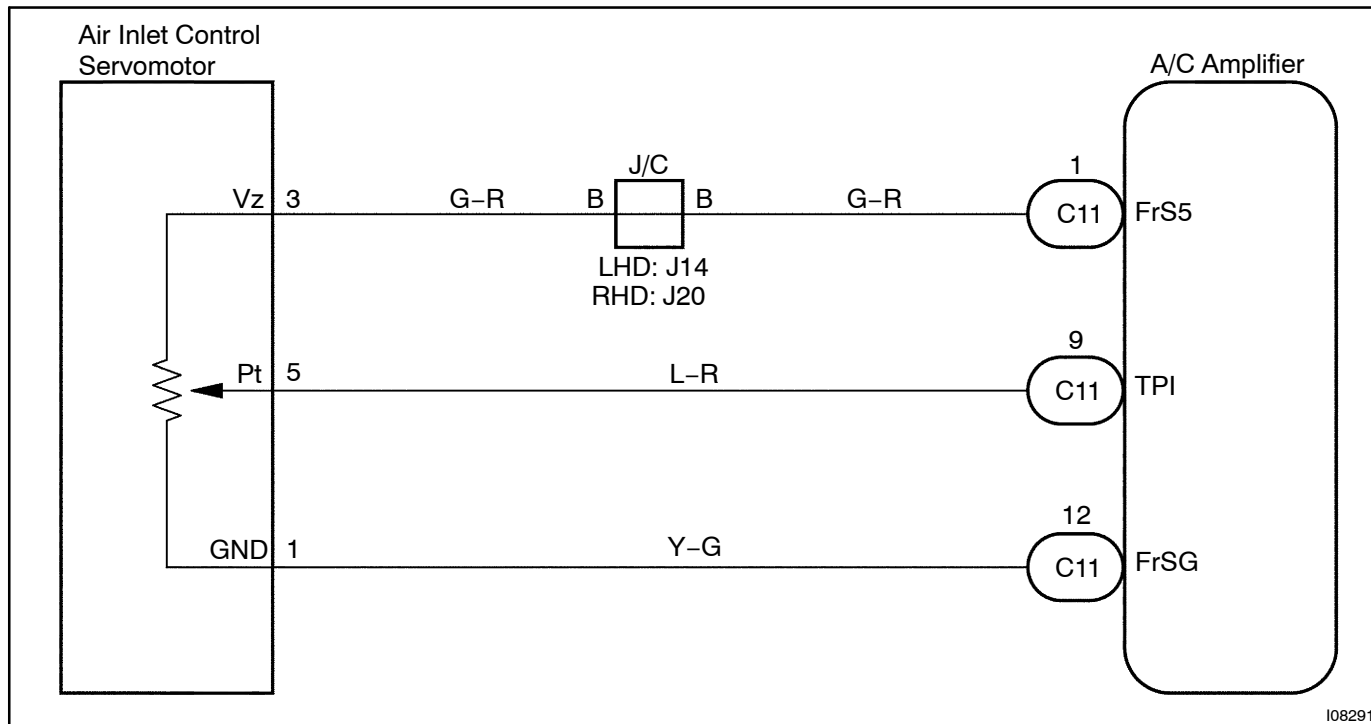 Air Inlet Control
Servomotor
A/C Amplifier
Vz 3 G–R B J/C B G–R 1 C11 FrS5
LHD: J14
RHD: J20
Pt 5 L–R 9 C11 TPI
GND 1 Y–G 12 C11 FrSG
I08291